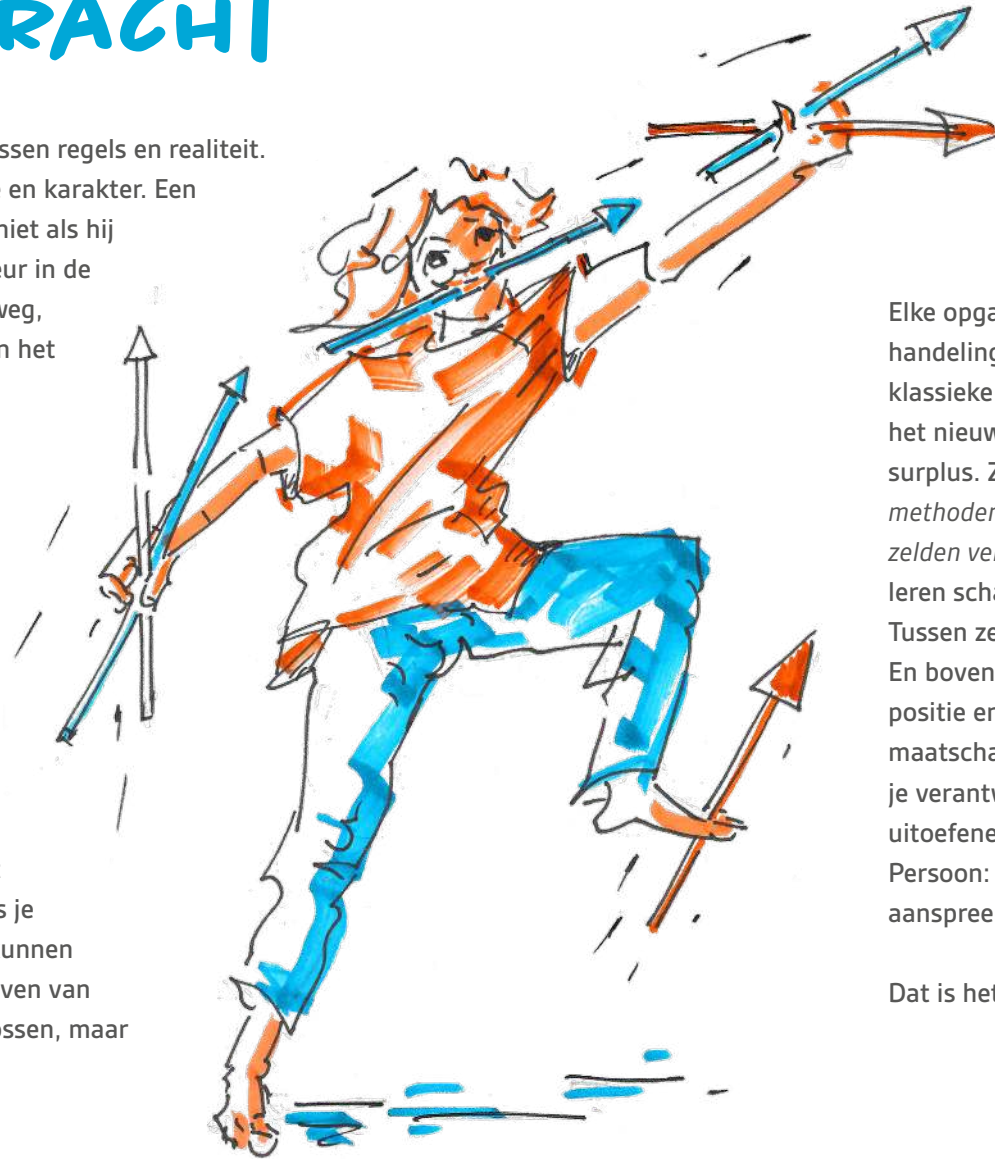 RACHT
ssen regels en realiteit.
e en karakter. Een
niet als hij
eur in de
weg,
n het
s je
unnen
ven van
ossen, maar
Elke opga
handeling
klassieke
het nieuw
surplus. Z
methoden
zelden ve
leren scha
Tussen ze
En boven
positie en
maatscha
je verantw
uitoefene
Persoon:
aanspree
Dat is het